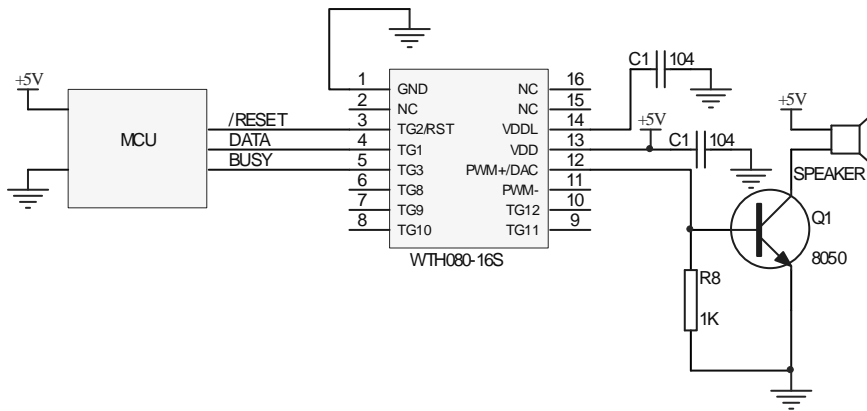 +5V
MCU
/RESET
DATA
BUSY
1 GND
2 NC
3 TG2/RST
4 TG1
5 TG3
6 TG8
7 TG9
8 TG10
NC 16
NC 15
VDDL 14
VDD 13
PWM+/DAC 12
PWM- 11
TG12 10
TG11 9
WTH080-16S
C1 104
+5V
C1 104
+5V
SPEAKER
Q1
8050
R8
1K